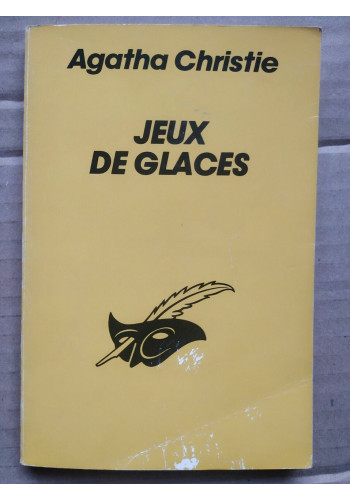 Agatha Christie
JEUX
DE GLACES